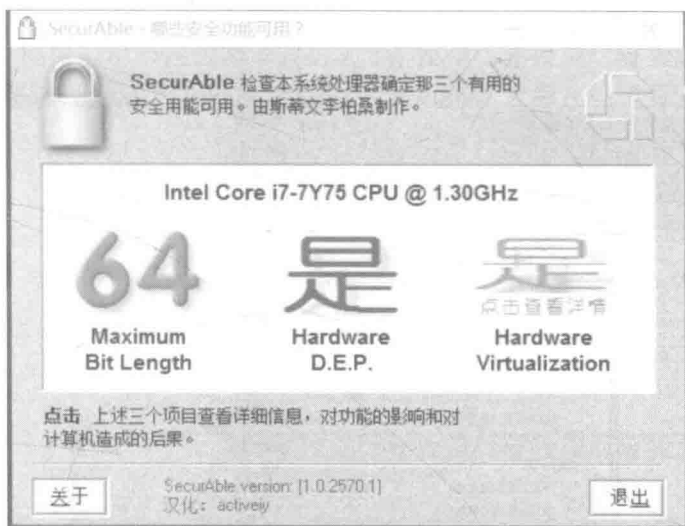 SecurAble - 哪些安全功能可用？
SecurAble 检查本系统处理器确定那三个有用的
安全用能可用。由斯蒂文李柏桑制作。
Intel Core i7-7Y75 CPU @ 1.30GHz
64
是
是
点击查看详情
Maximum
Bit Length
Hardware
D.E.P.
Hardware
Virtualization
点击 上述三个项目查看详细信息，对功能的影响和对
计算机造成的后果。
关于
SecurAble version: [1.0.2570.1]
汉化：activejy
退出